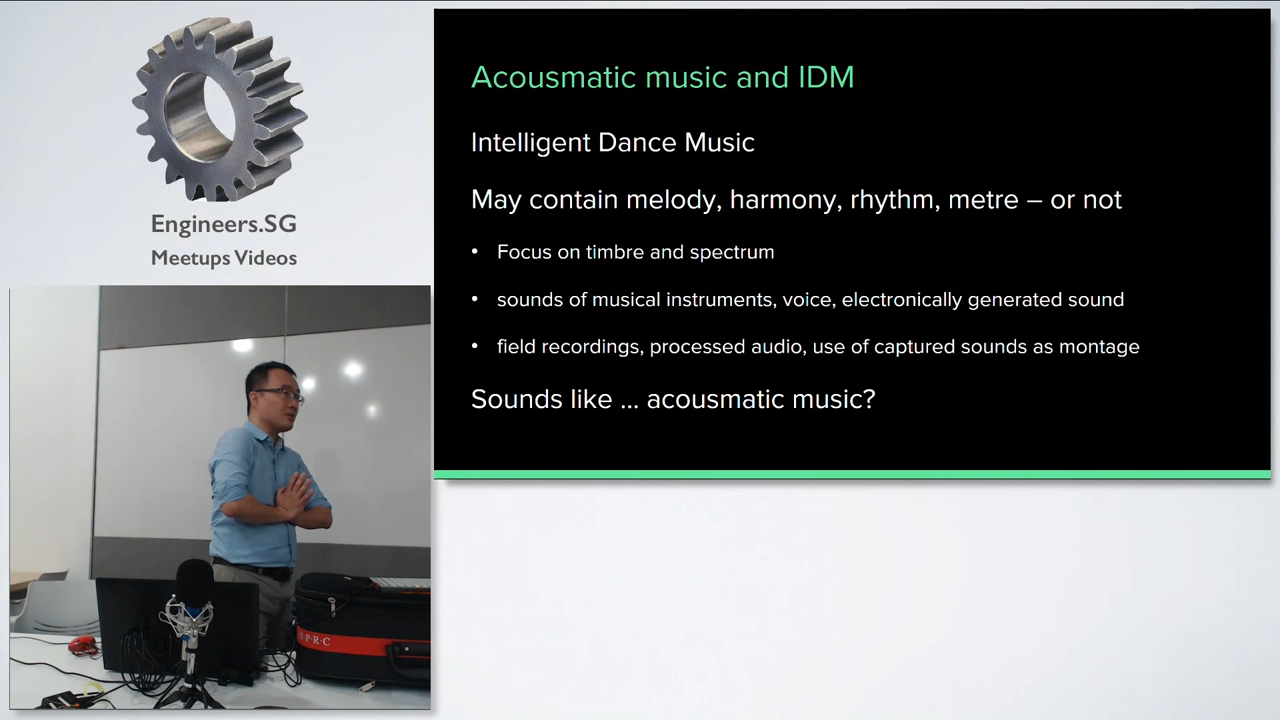 Engineers.SG
Meetups Videos
Acousmatic music and IDM
Intelligent Dance Music
May contain melody, harmony, rhythm, metre – or not
• Focus on timbre and spectrum
• sounds of musical instruments, voice, electronically generated sound
• field recordings, processed audio, use of captured sounds as montage
Sounds like ... acousmatic music?
S·P·R·C